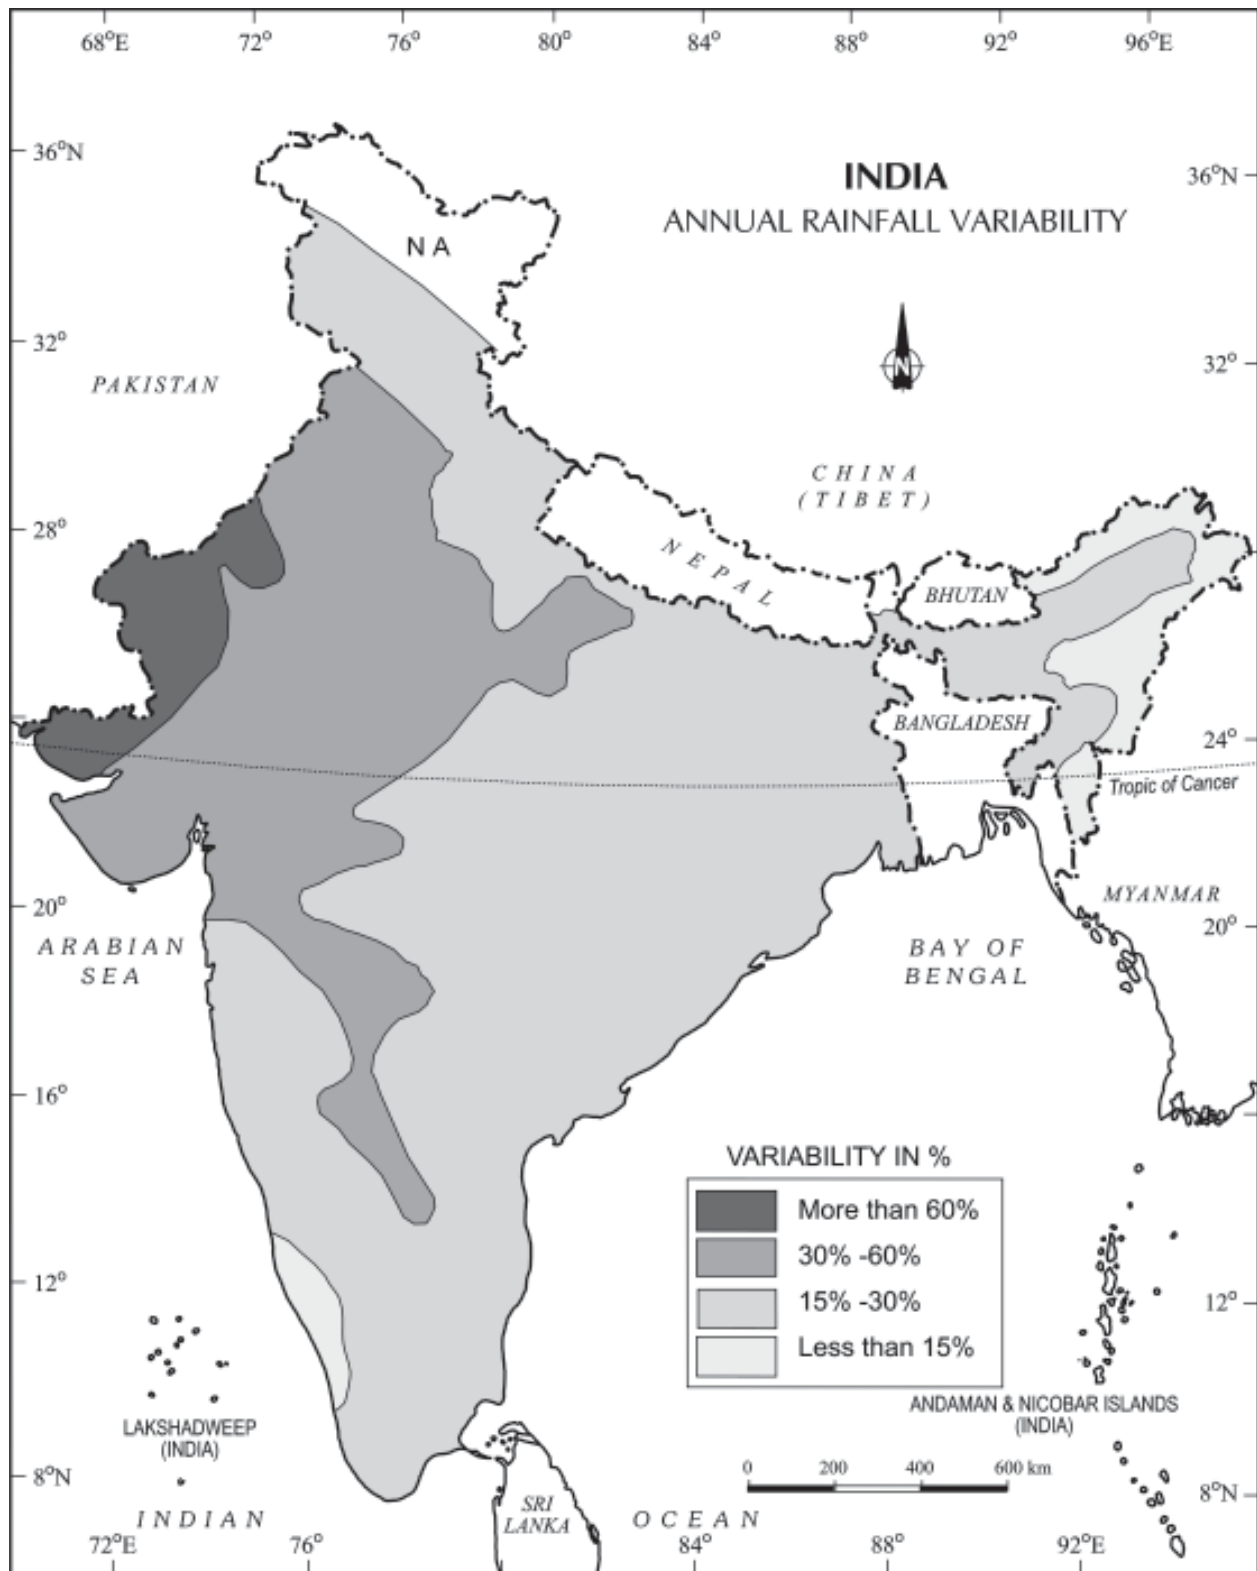 68°E 72° 76° 80° 84° 88° 92° 96°E
36°N
INDIA
36°N
ANNUAL RAINFALL VARIABILITY
NA
N
32°
32°
PAKISTAN
CHINA
(TIBET)
28°
NEPAL
BHUTAN
BANGLADESH
24°
Tropic of Cancer
20°
MYANMAR
20°
ARABIAN
SEA
BAY OF
BENGAL
16°
VARIABILITY IN %
More than 60%
30% -60%
15% -30%
Less than 15%
12°
12°
LAKSHADWEEP
(INDIA)
ANDAMAN & NICOBAR ISLANDS
(INDIA)
0 200 400 600 km
8°N
8°N
SRI
LANKA
INDIAN OCEAN
72°E 76° 84° 88° 92°E